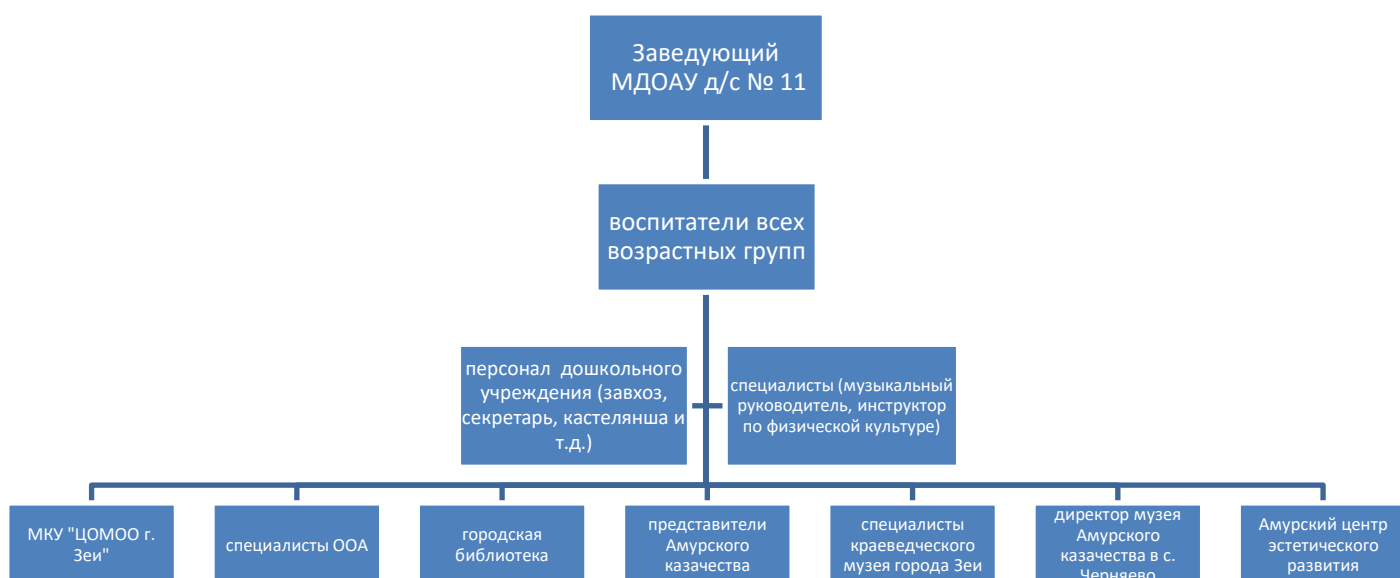 Заведующий
МДОАУ д/с № 11
воспитатели всех
возрастных групп
персонал дошкольного
учреждения (завхоз,
секретарь, кастелянша и
т.д.)
специалисты (музыкальный
руководитель, инструктор
по физической культуре)
МКУ "ЦОМОО г.
Зеи"
специалисты ООА
городская
библиотека
представители
Амурского
казачества
специалисты
краеведческого
музея города Зеи
директор музея
Амурского
казачества в с.
Черняево
Амурский центр
эстетического
развития